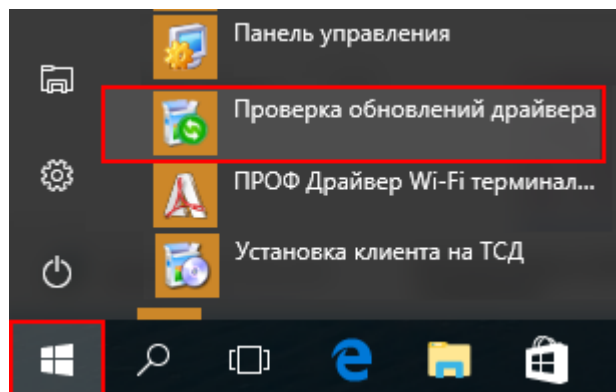 Панель управления
Проверка обновлений драйвера
ПРОФ Драйвер Wi-Fi терминал...
Установка клиента на ТСД